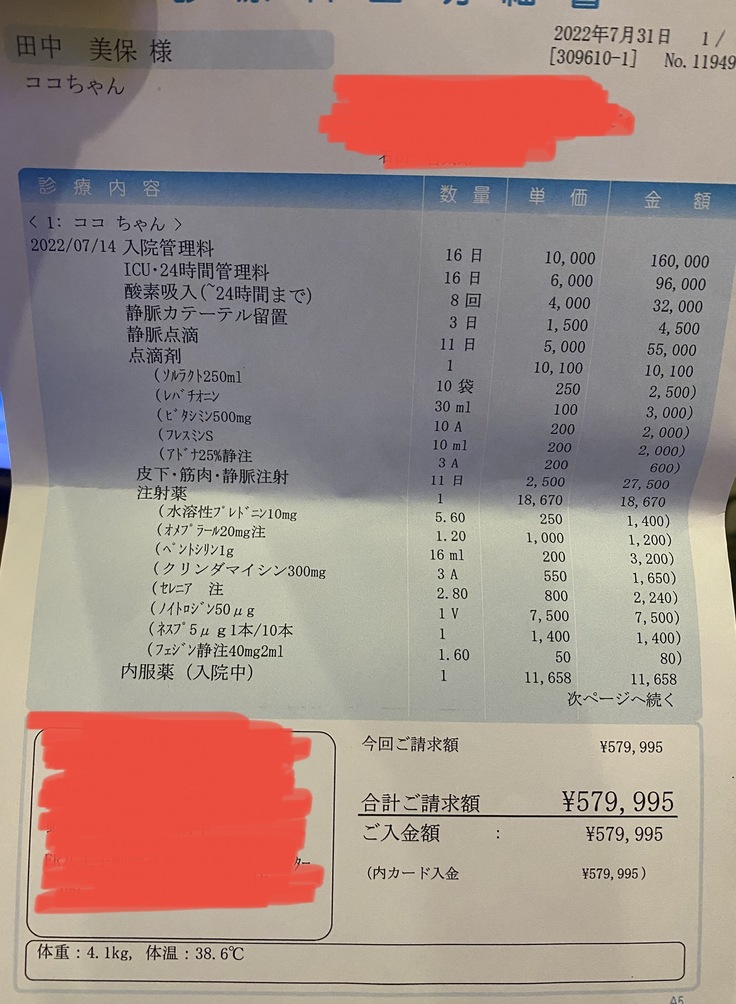 診療料金明細書
田中 美保 様
2022年7月31日 1/
[309610-1] No.11949
ココちゃん
診療内容 数量 単価 金額
< 1: ココ ちゃん >
2022/07/14 入院管理料 16 日 10,000 160,000
ICU・24時間管理料 16 日 6,000 96,000
酸素吸入(~24時間まで) 8 回 4,000 32,000
静脈カテーテル留置 3 日 1,500 4,500
静脈点滴 11 日 5,000 55,000
点滴剤 1 10,100 10,100
(ソルラクト250ml 10 袋 250 2,500)
(レバチオニン 30 ml 100 3,000)
(ビタシミン500mg 10 A 200 2,000)
(フレスミンS 10 ml 200 2,000)
(アドナ25%静注 3 A 200 600)
皮下・筋肉・静脈注射 11 日 2,500 27,500
注射薬 1 18,670 18,670
(水溶性プレドニン10mg 5.60 250 1,400)
(オメプラール20mg注 1.20 1,000 1,200)
(ペントシリン1g 16 ml 200 3,200)
(クリンダマイシン300mg 3 A 550 1,650)
(セレニア 注 2.80 800 2,240)
(ノイトロジン50μg 1 V 7,500 7,500)
(ネスプ5μg1本/10本 1 1,400 1,400)
(フェジン静注40mg2ml 1.60 50 80)
内服薬 (入院中) 1 11,658 11,658
次ページへ続く
今回ご請求額 ¥579,995
合計ご請求額 ¥579,995
ご入金額 : ¥579,995
(内カード入金 ¥579,995)
体重:4.1kg, 体温:38.6℃
A5